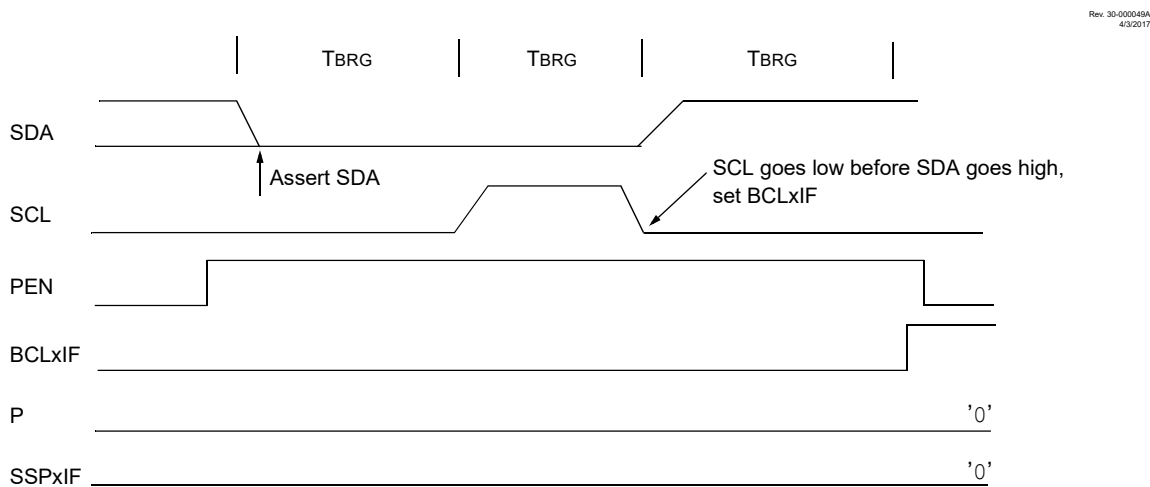 Rev. 30-000049A
4/3/2017
TBRG TBRG TBRG
SDA
Assert SDA
SCL goes low before SDA goes high,
set BCLxIF
SCL
PEN
BCLxIF
P '0'
SSPxIF '0'